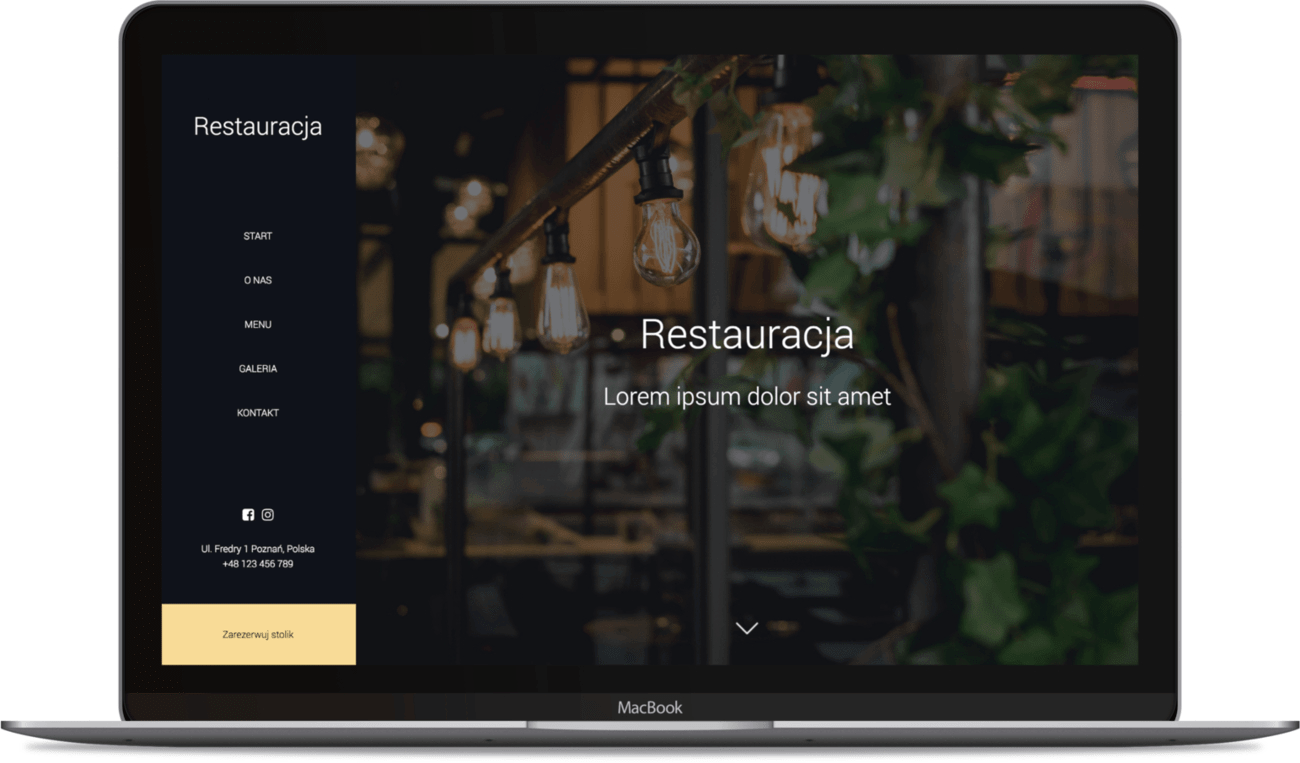 Restauracja
START
O NAS
MENU
GALERIA
KONTAKT
Ul. Fredry 1 Poznań, Polska
+48 123 456 789
Zarezerwuj stolik
Restauracja
Lorem ipsum dolor sit amet
MacBook